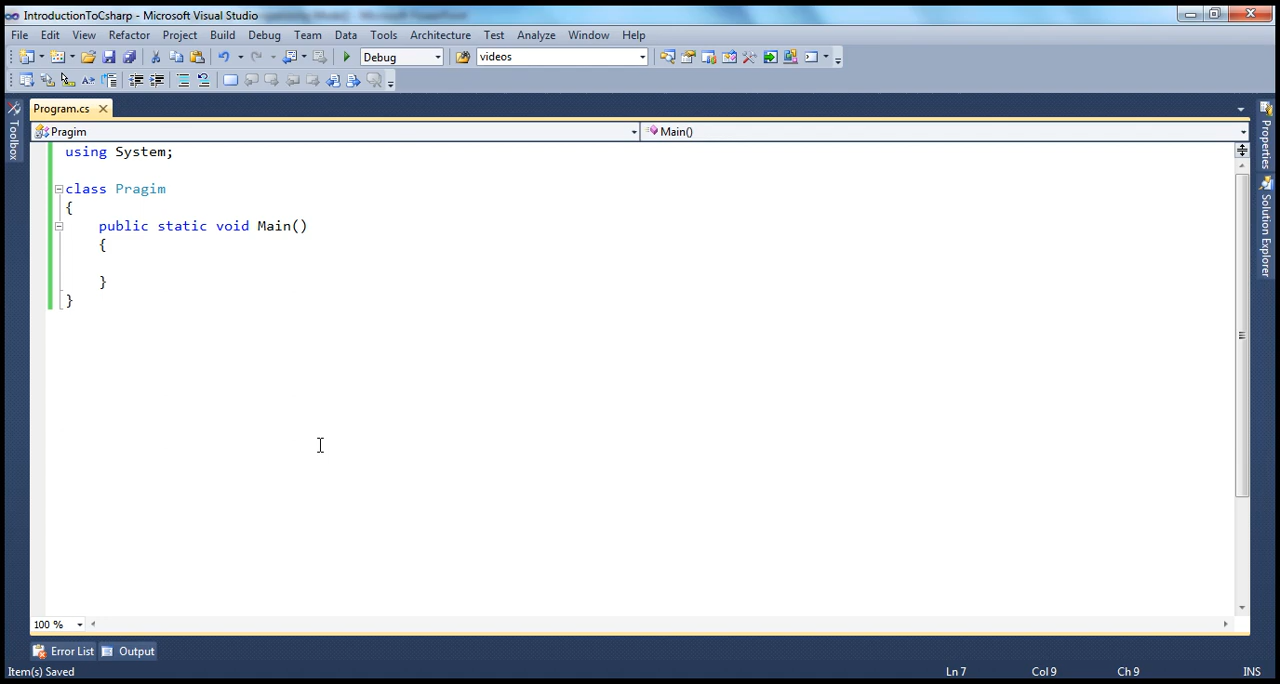 IntroductionToCsharp - Microsoft Visual Studio
File Edit View Refactor Project Build Debug Team Data Tools Architecture Test Analyze Window Help
Debug videos
Program.cs
Toolbox
Pragim Main()
Properties
Solution Explorer
using System;
class Pragim
{
public static void Main()
{
}
}
100 %
Error List Output
Item(s) Saved Ln 7 Col 9 Ch 9 INS